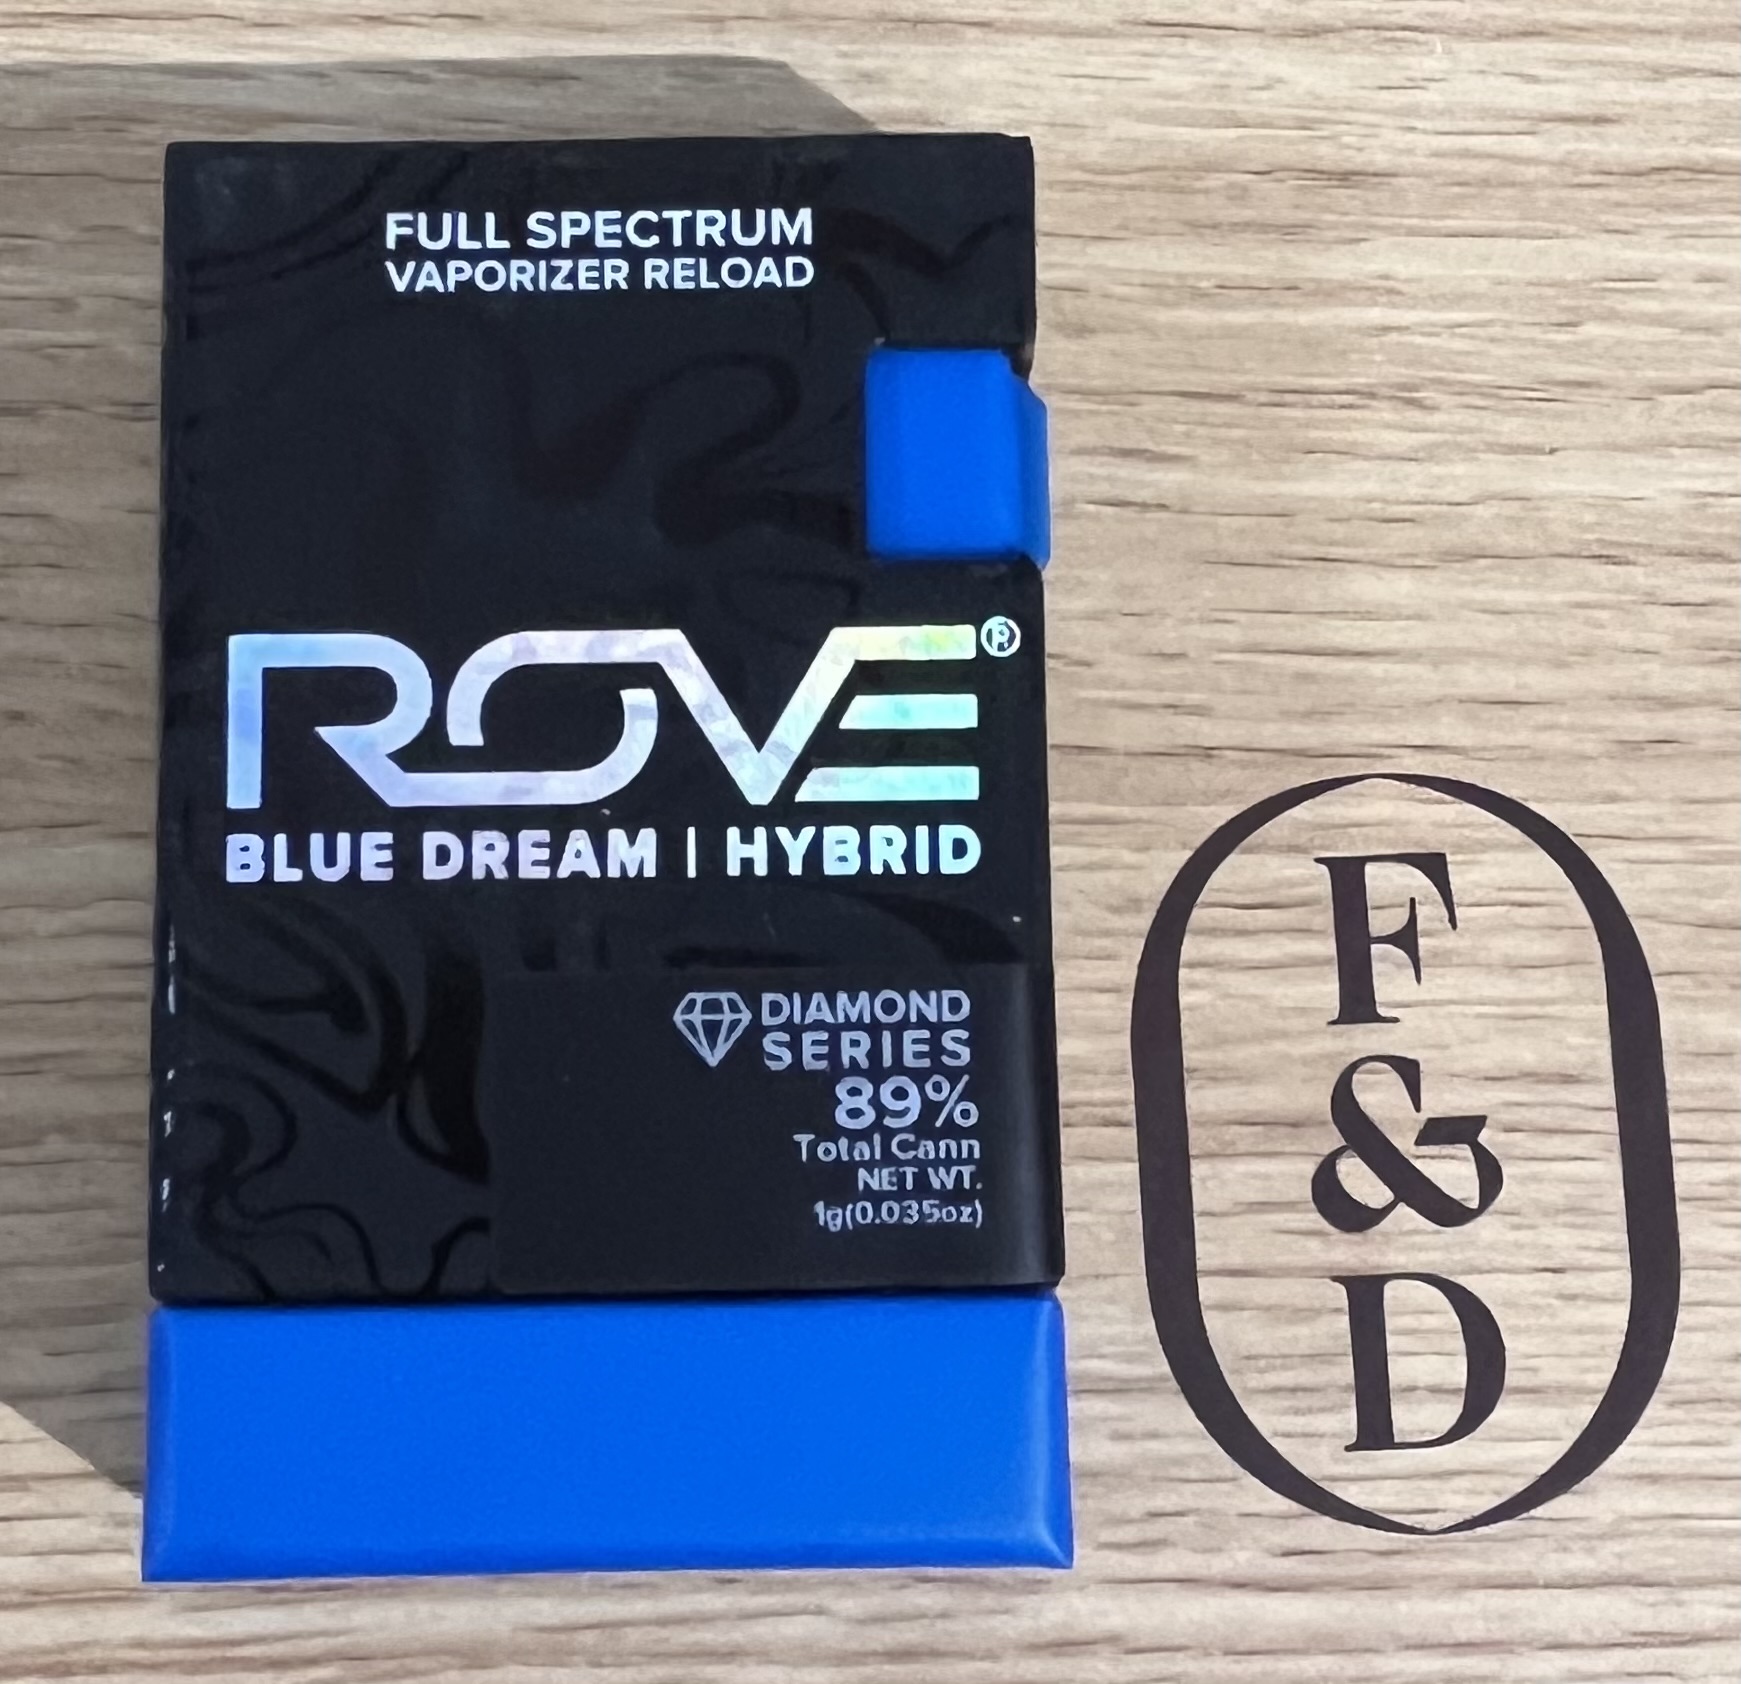 FULL SPECTRUM
VAPORIZER RELOAD
ROVE®
BLUE DREAM | HYBRID
DIAMOND
SERIES
89%
Total Cann
NET WT.
1g(0.035oz)
F
&
D